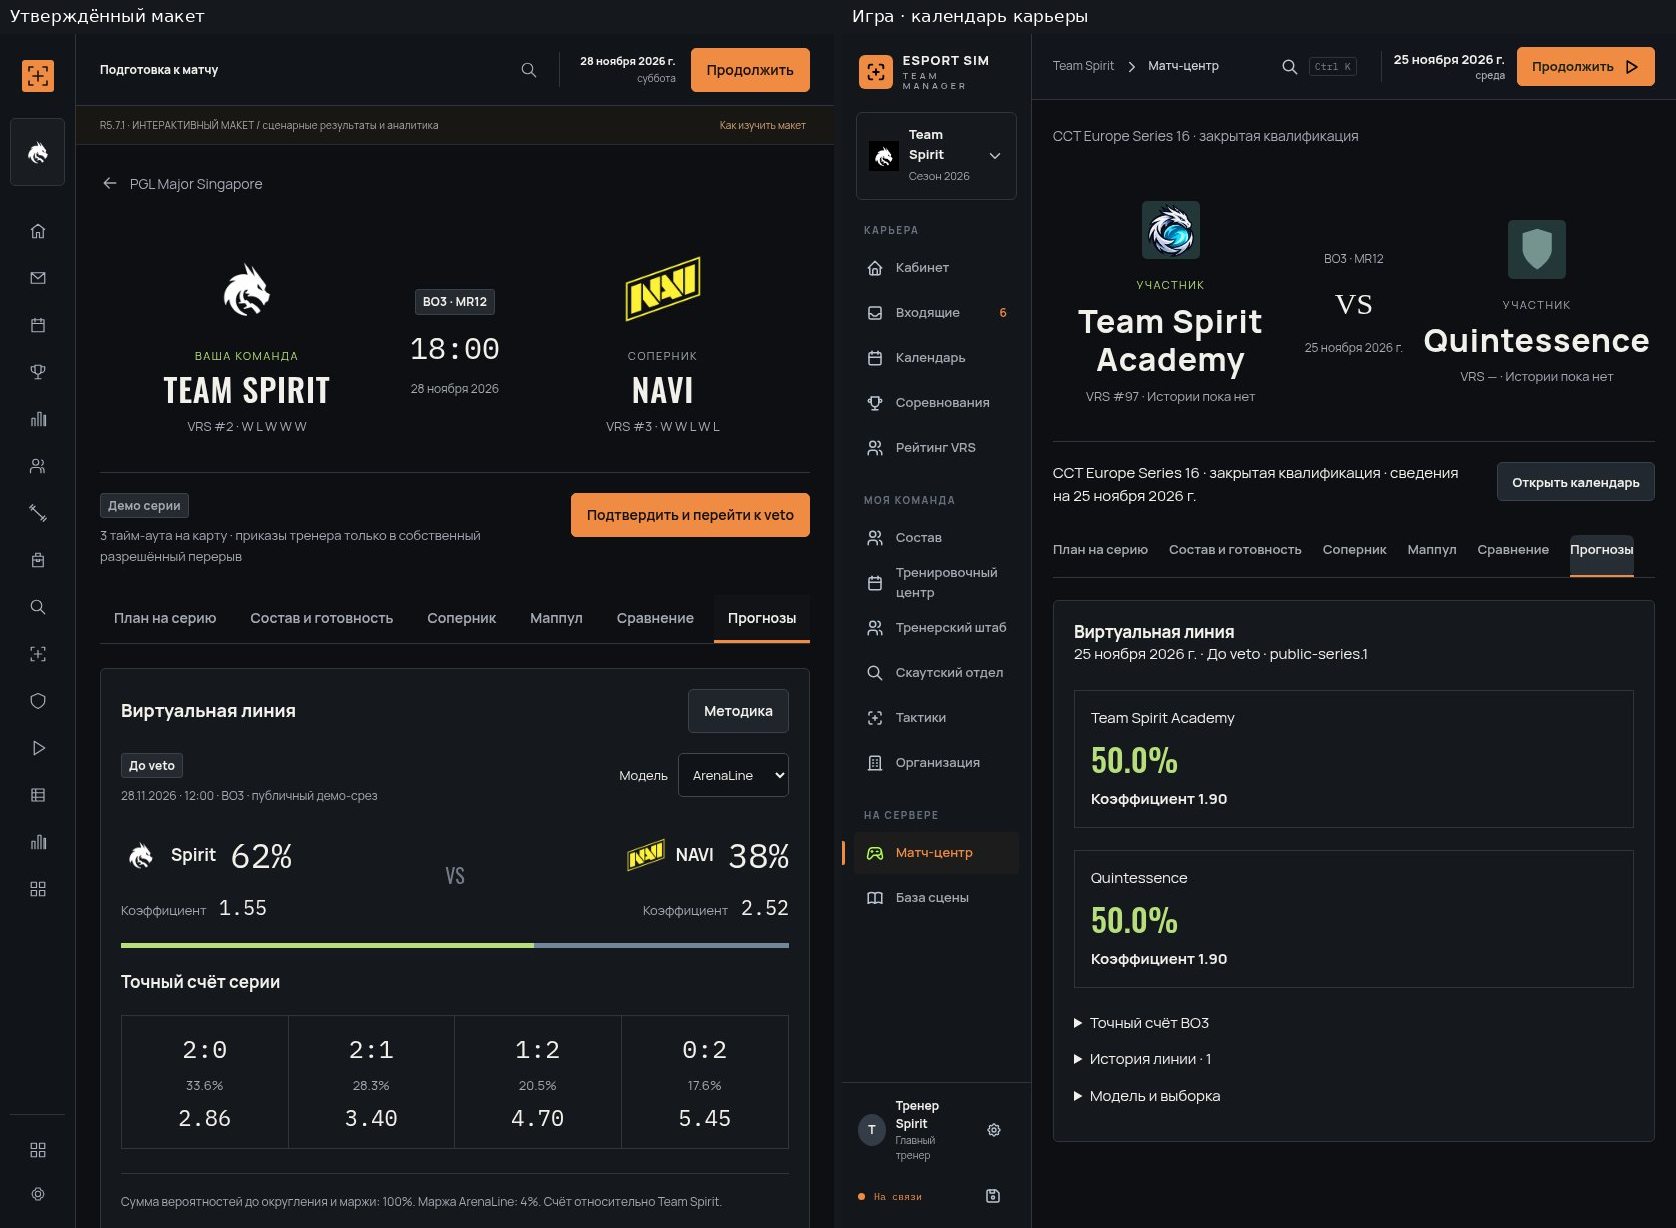 Утверждённый макет
Подготовка к матчу
28 ноября 2026 г.
суббота
Продолжить
R5.7.1 · ИНТЕРАКТИВНЫЙ МАКЕТ / сценарные результаты и аналитика
Как изучить макет
PGL Major Singapore
ВАША КОМАНДА
TEAM SPIRIT
VRS #2 · W L W W W
BO3 · MR12
18:00
28 ноября 2026
NAVI
СОПЕРНИК
NAVI
VRS #3 · W W L W L
Демо серии
3 тайм-аута на карту · приказы тренера только в собственный
разрешённый перерыв
Подтвердить и перейти к veto
План на серию
Состав и готовность
Соперник
Маппул
Сравнение
Прогнозы
Виртуальная линия
Методика
До veto
28.11.2026 · 12:00 · BO3 · публичный демо-срез
Модель
ArenaLine
Spirit 62%
Коэффициент 1.55
VS
NAVI
NAVI 38%
Коэффициент 2.52
Точный счёт серии
2:0
33.6%
2.86
2:1
28.3%
3.40
1:2
20.5%
4.70
0:2
17.6%
5.45
Сумма вероятностей до округления и маржи: 100%. Маржа ArenaLine: 4%. Счёт относительно Team Spirit.
Игра · календарь карьеры
ESPORT SIM
TEAM
MANAGER
Team
Spirit
Сезон 2026
КАРЬЕРА
Кабинет
Входящие 6
Календарь
Соревнования
Рейтинг VRS
МОЯ КОМАНДА
Состав
Тренировочный
центр
Тренерский штаб
Скаутский отдел
Тактики
Организация
НА СЕРВЕРЕ
Матч-центр
База сцены
Т
Тренер
Spirit
Главный
тренер
На связи
Team Spirit
Матч-центр
Ctrl K
25 ноября 2026 г.
среда
Продолжить
CCT Europe Series 16 · закрытая квалификация
УЧАСТНИК
Team Spirit
Academy
VRS #97 · Истории пока нет
BO3 · MR12
VS
25 ноября 2026 г.
УЧАСТНИК
Quintessence
VRS — · Истории пока нет
CCT Europe Series 16 · закрытая квалификация · сведения
на 25 ноября 2026 г.
Открыть календарь
План на серию
Состав и готовность
Соперник
Маппул
Сравнение
Прогнозы
Виртуальная линия
25 ноября 2026 г. · До veto · public-series.1
Team Spirit Academy
50.0%
Коэффициент 1.90
Quintessence
50.0%
Коэффициент 1.90
Точный счёт BO3
История линии · 1
Модель и выборка